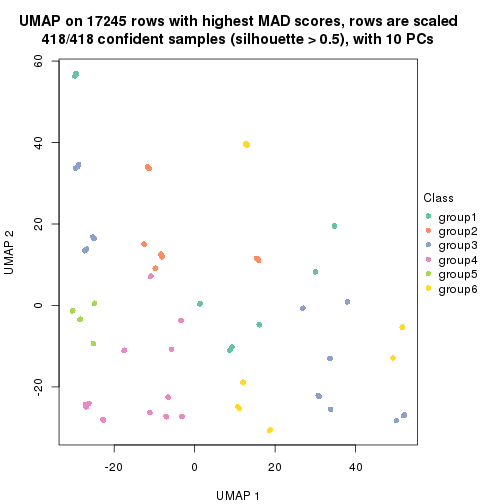 UMAP on 17245 rows with highest MAD scores, rows are scaled
418/418 confident samples (silhouette > 0.5), with 10 PCs
60
40
20
0
-20
UMAP 2
-20 0 20 40
UMAP 1
Class
group1
group2
group3
group4
group5
group6